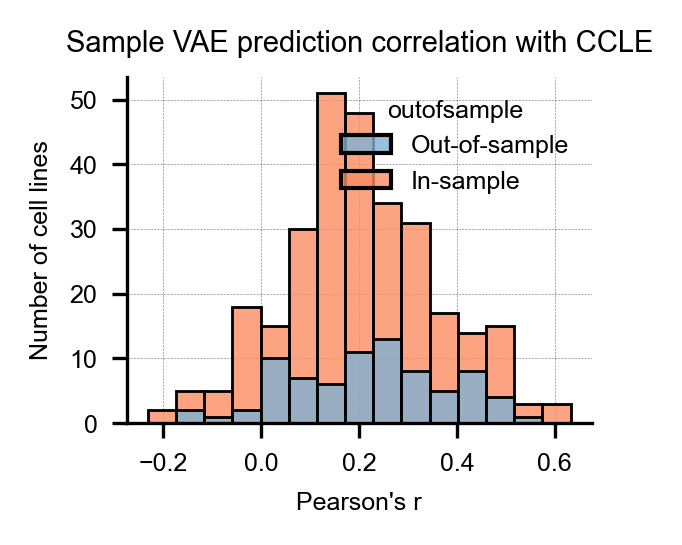 Sample VAE prediction correlation with CCLE
50
40
30
20
10
0
Number of cell lines
outofsample
Out-of-sample
In-sample
−0.2 0.0 0.2 0.4 0.6
Pearson's r